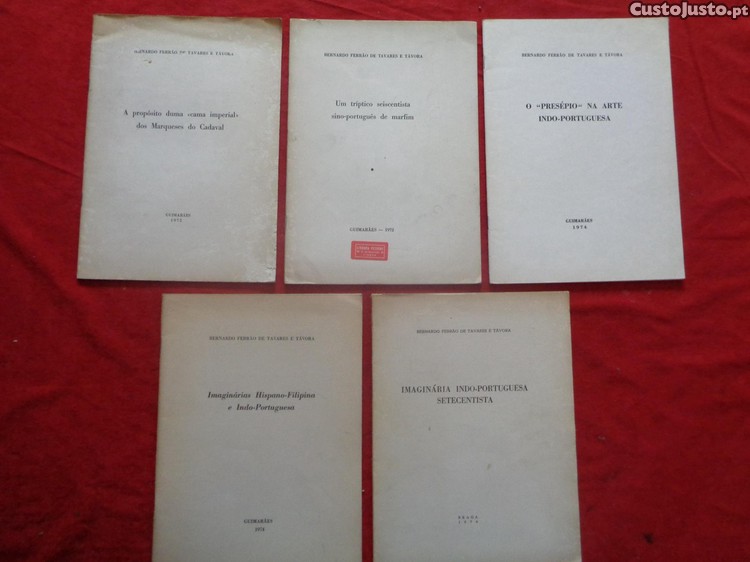 CustoJusto.pt
BERNARDO FERRÃO DE TAVARES E TÁVORA
A propósito duma «cama imperial»
dos Marqueses do Cadaval
GUIMARÃES
BERNARDO FERRÃO DE TAVARES E TÁVORA
Um tríptico seiscentista
sino-português de marfim
GUIMARÃES — 1972
BERNARDO FERRÃO DE TAVARES E TÁVORA
O "PRESÉPIO" NA ARTE
INDO-PORTUGUESA
GUIMARÃES
BERNARDO FERRÃO DE TAVARES E TÁVORA
Imaginárias Hispano-Filipina
e Indo-Portuguesa
GUIMARÃES
1974
BERNARDO FERRÃO DE TAVARES E TÁVORA
IMAGINÁRIA INDO-PORTUGUESA
SETECENTISTA
BRAGA